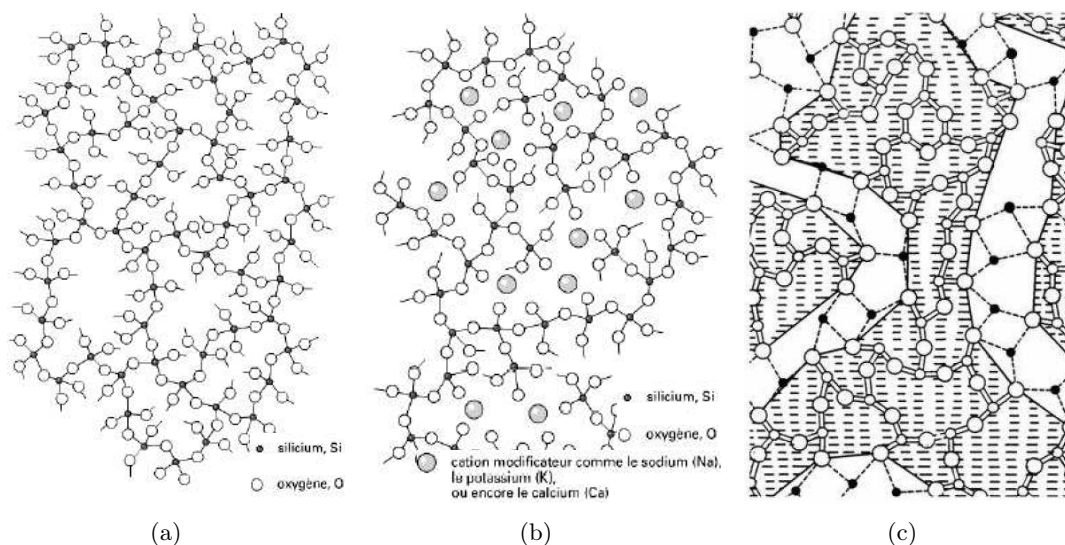 silicium, Si
oxygène, O
silicium, Si
oxygène, O
cation modificateur comme le sodium (Na),
le potassium (K),
ou encore le calcium (Ca)
(a)
(b)
(c)